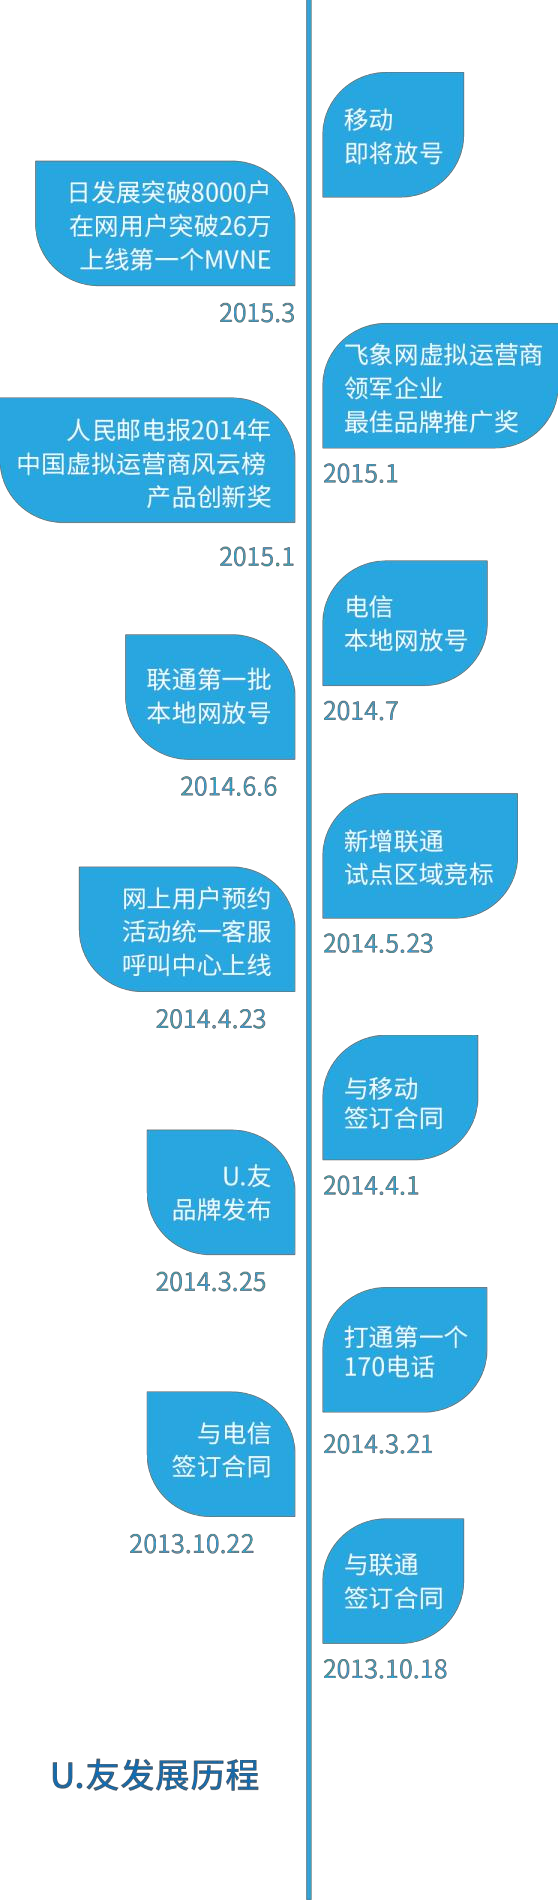 移动
即将放号
日发展突破8000户
在网用户突破26万
上线第一个MVNE
2015.3
飞象网虚拟运营商
领军企业
最佳品牌推广奖
2015.1
人民邮电报2014年
中国虚拟运营商风云榜
产品创新奖
2015.1
电信
本地网放号
2014.7
联通第一批
本地网放号
2014.6.6
新增联通
试点区域竞标
2014.5.23
网上用户预约
活动统一客服
呼叫中心上线
2014.4.23
与移动
签订合同
2014.4.1
U.友
品牌发布
2014.3.25
打通第一个
170电话
2014.3.21
与电信
签订合同
2013.10.22
与联通
签订合同
2013.10.18
U.友发展历程